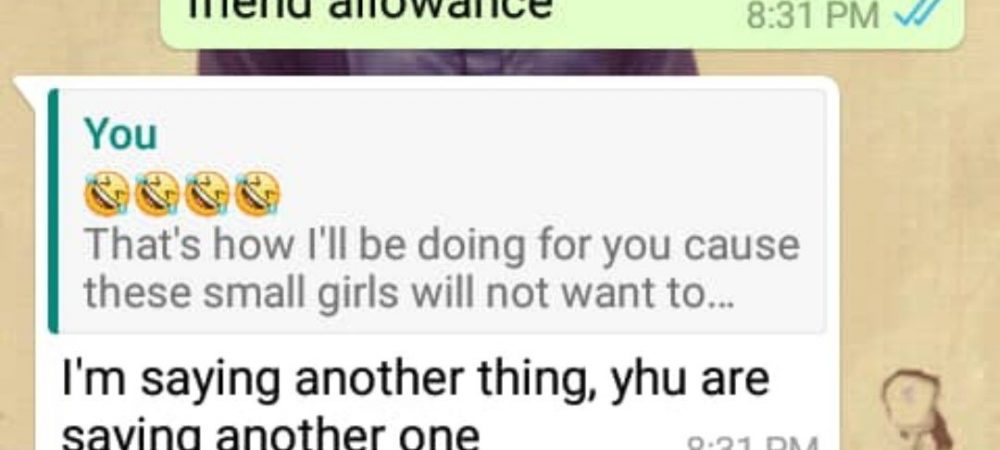 friend allowance
8:31 PM
You
🤣🤣🤣🤣
That's how I'll be doing for you cause
these small girls will not want to...
I'm saying another thing, yhu are
saying another one
8:31 PM